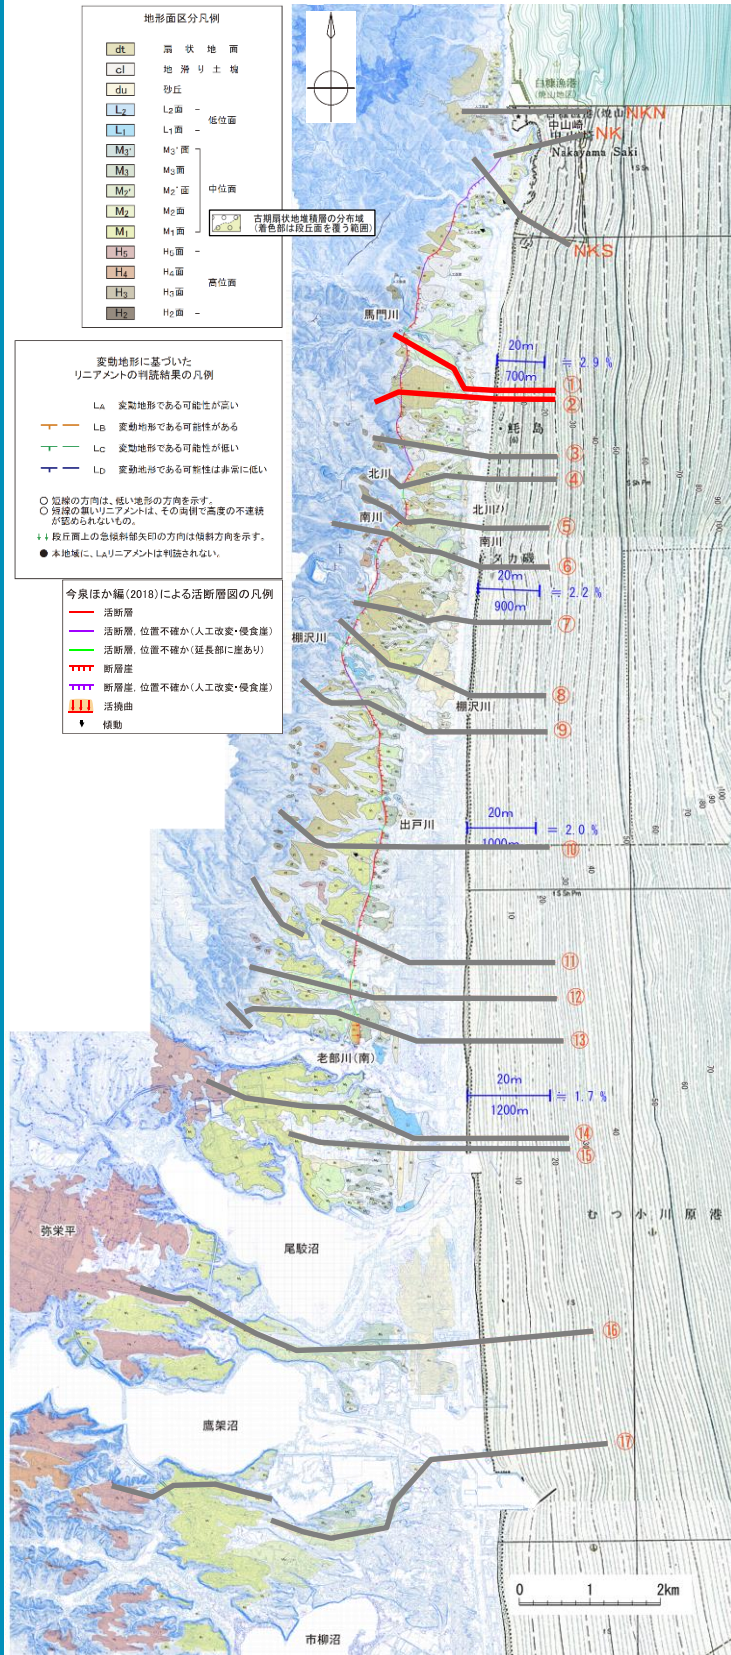 地形面区分凡例
dt 扇状地面
cl 地滑り土塊
du 砂丘
L₂ L₂面
L₁ L₁面
低位面
M₃' M₃'面
M₃ M₃面
M₂' M₂'面
M₂ M₂面
M₁ M₁面
中位面
H₅ H₅面
H₄ H₄面
H₃ H₃面
H₂ H₂面
高位面
古期扇状地堆積層の分布域
(着色部は段丘面を覆う範囲)
変動地形に基づいた
リニアメントの判読結果の凡例
LA 変動地形である可能性が高い
LB 変動地形である可能性がある
LC 変動地形である可能性が低い
LD 変動地形である可能性は非常に低い
○ 短線の方向は、低い地形の方向を示す。
○ 短線の無いリニアメントは、その両側で高度の不連続
が認められないもの。
↓↓ 段丘面上の急傾斜部矢印の方向は傾斜方向を示す。
● 本地域に、LAリニアメントは判読されない。
今泉ほか編(2018)による活断層図の凡例
活断層
活断層, 位置不確か(人工改変・侵食崖)
活断層, 位置不確か(延長部に崖あり)
断層崖
断層崖, 位置不確か(人工改変・侵食崖)
活撓曲
傾動
白糠漁港
(焼山地区)
NKN
中山崎
NK
Nakayama Saki
NKS
馬門川
20m
700m
≒ 2.9 %
①
②
③
④
北川
北川
⑤
南川
南川
⑥
タカ磯
20m
900m
≒ 2.2 %
⑦
棚沢川
⑧
棚沢川
⑨
出戸川
20m
1000m
≒ 2.0 %
⑩
⑪
⑫
⑬
老部川(南)
20m
1200m
≒ 1.7 %
⑭
⑮
むつ小川原港
弥栄平
尾駮沼
⑯
鷹架沼
⑰
0 1 2km
市柳沼